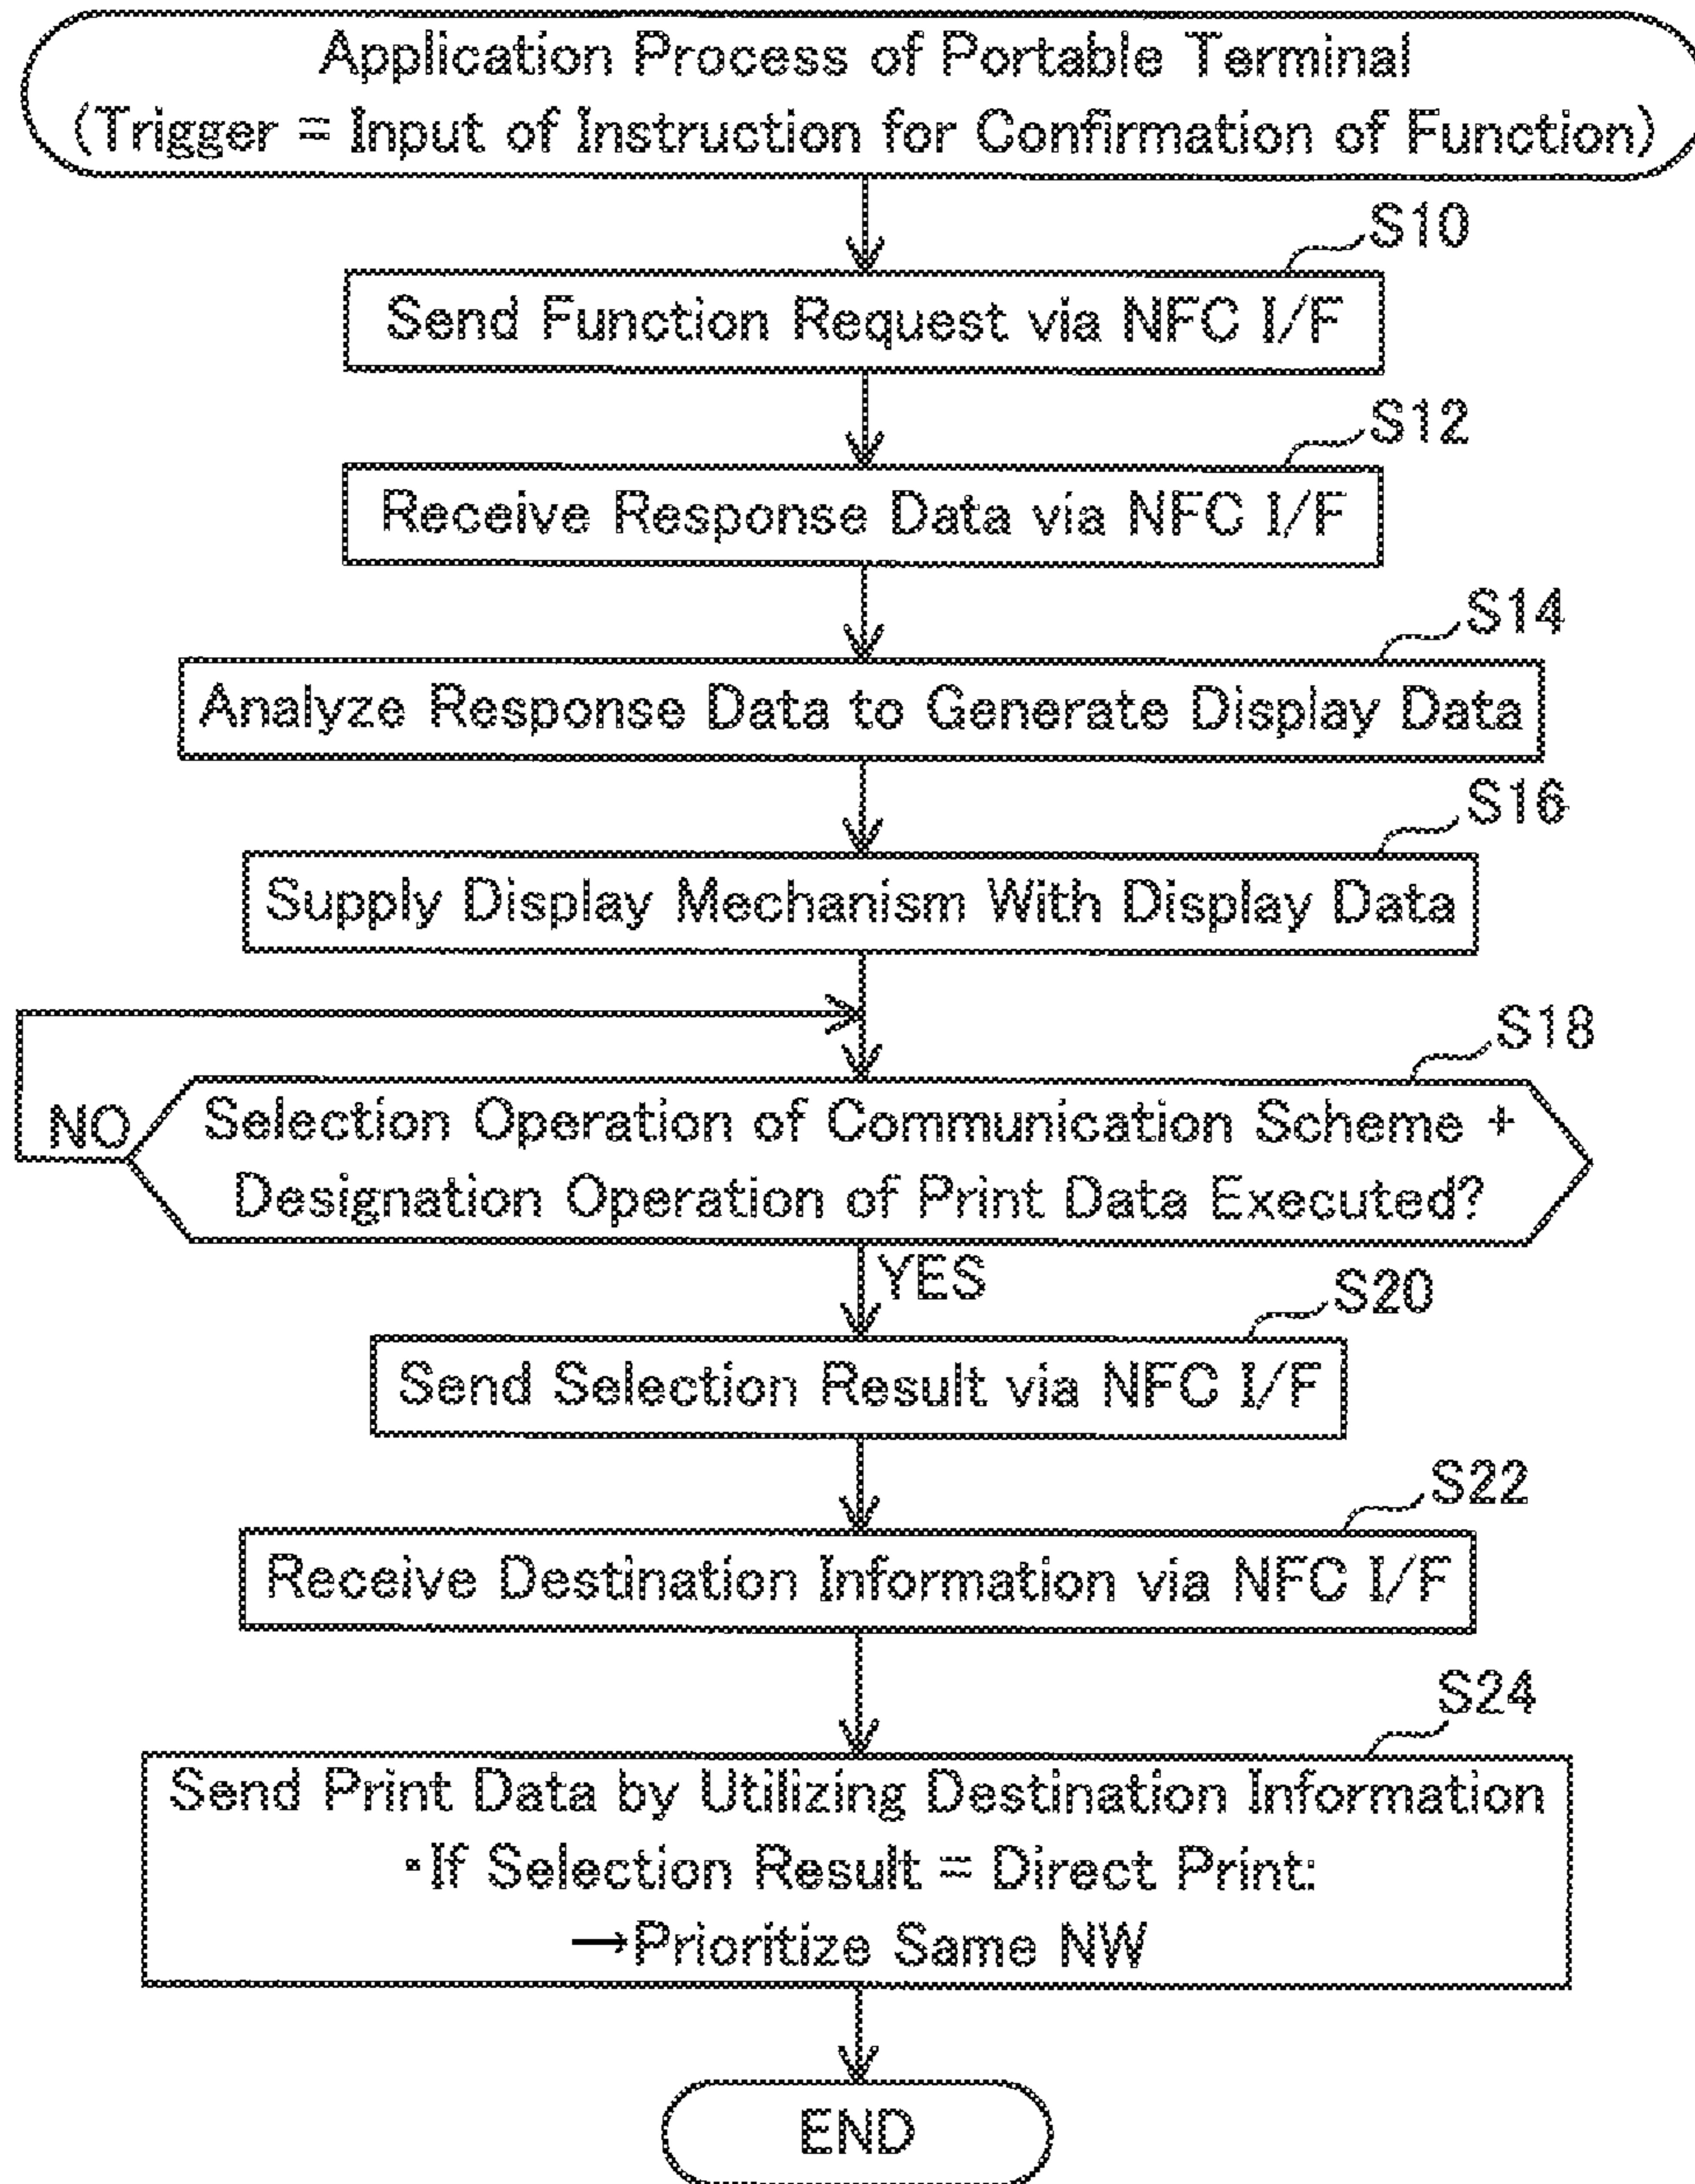 Application Process of Portable Terminal
(Trigger = Input of Instruction for Confirmation of Function)
S10
Send Function Request via NFC I/F
S12
Receive Response Data via NFC I/F
S14
Analyze Response Data to Generate Display Data
S16
Supply Display Mechanism With Display Data
S18
NO
Selection Operation of Communication Scheme +
Designation Operation of Print Data Executed?
YES
S20
Send Selection Result via NFC I/F
S22
Receive Destination Information via NFC I/F
S24
Send Print Data by Utilizing Destination Information
・If Selection Result = Direct Print:
→Prioritize Same NW
END